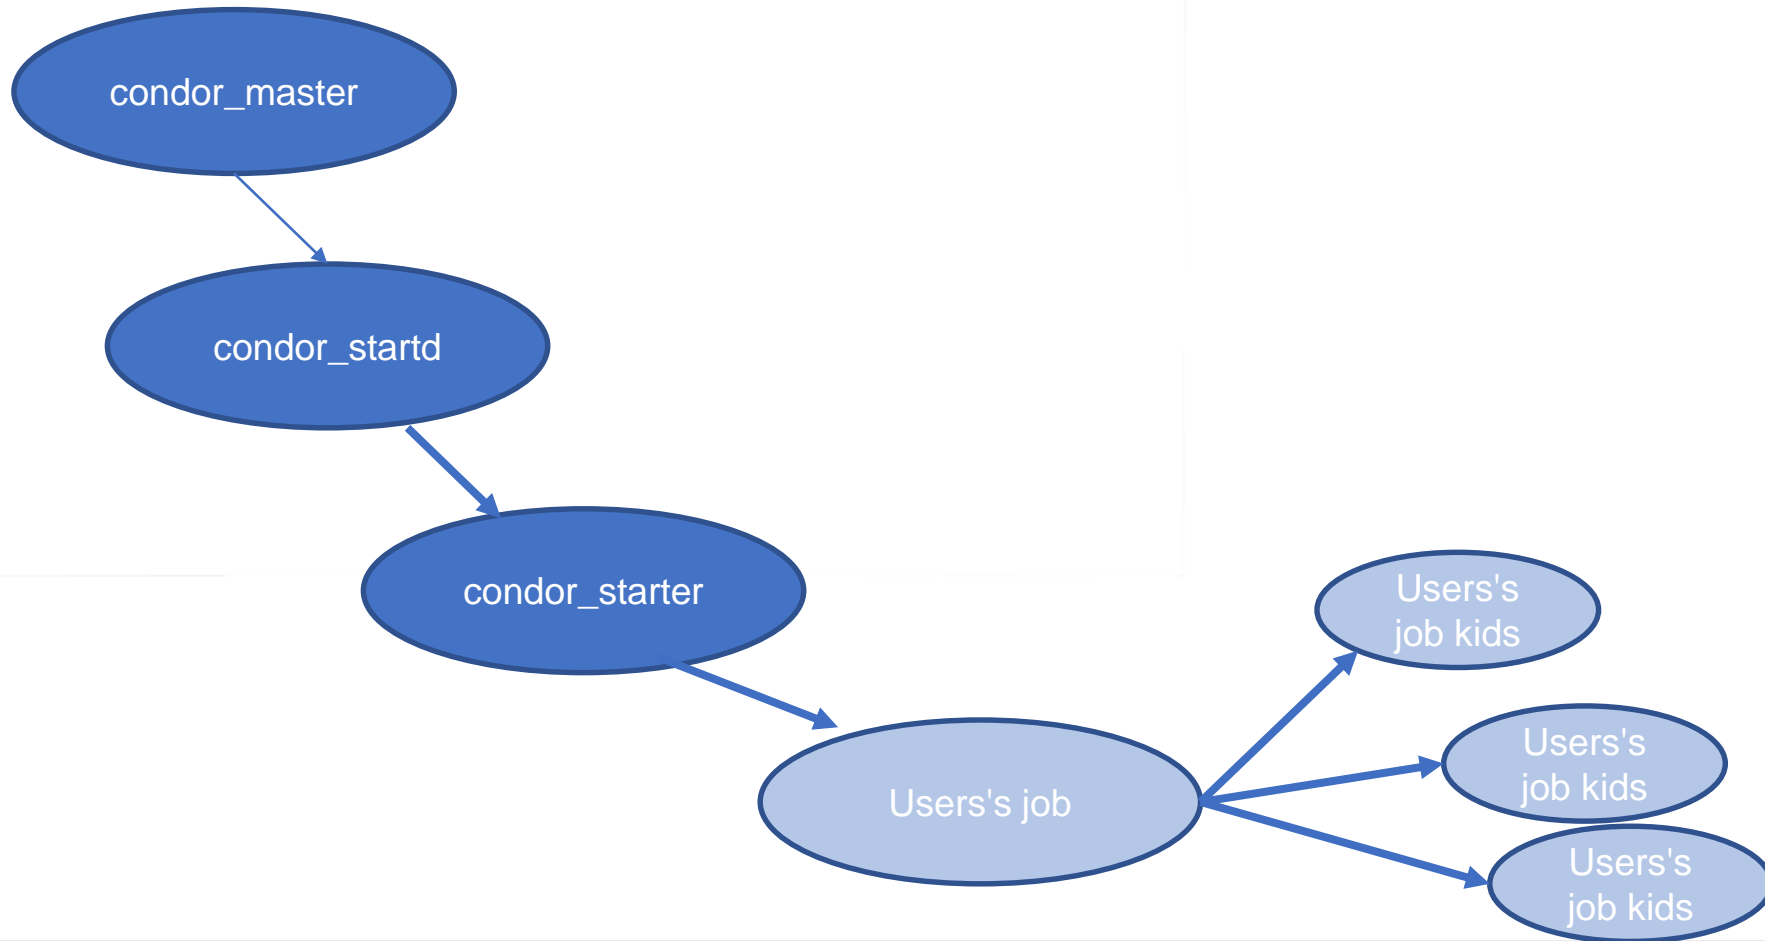 condor_master
condor_startd
condor_starter
Users's
job kids
Users's job
Users's
job kids
Users's
job kids